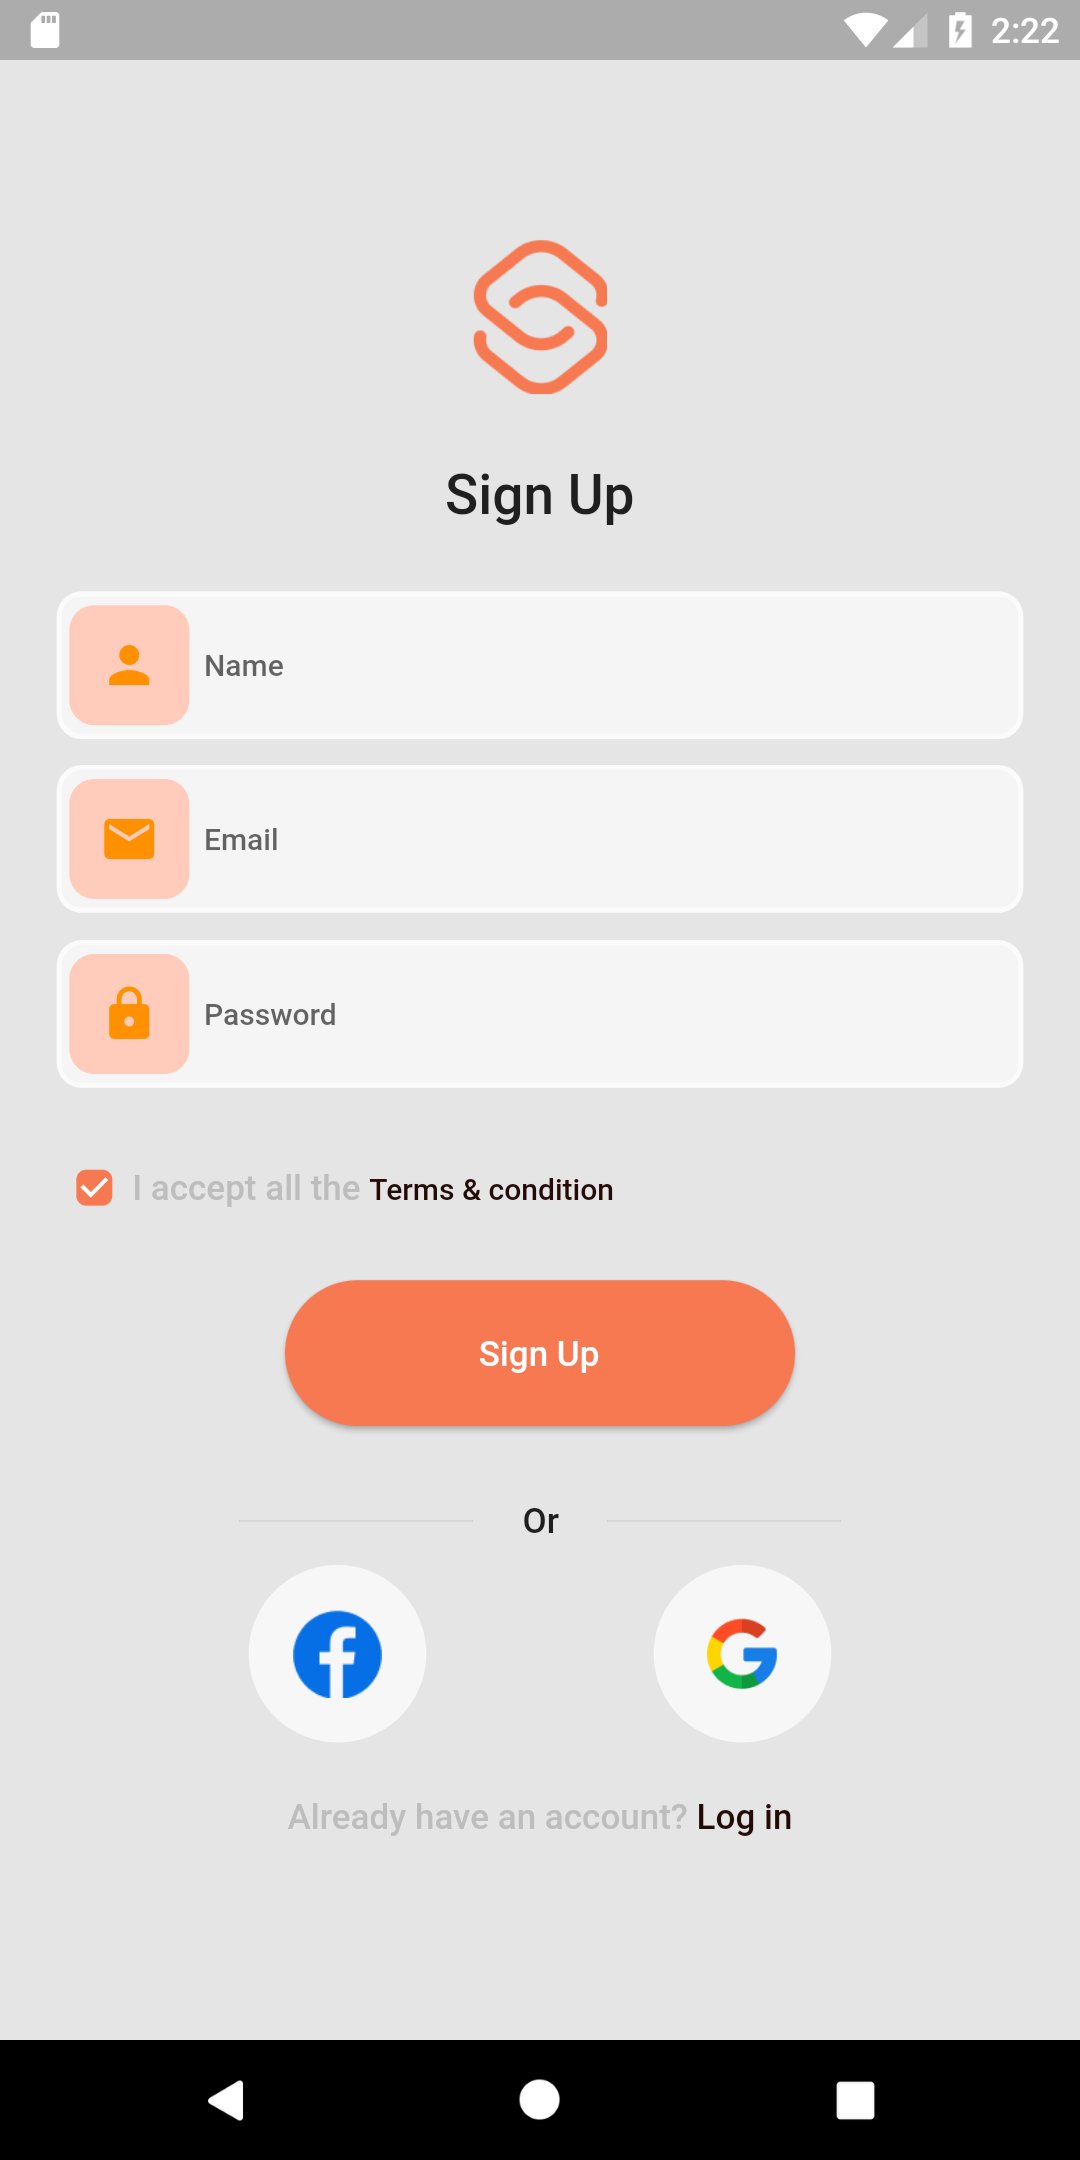 2:22
Sign Up
Name
Email
Password
I accept all the Terms & condition
Sign Up
Or
Already have an account? Log in